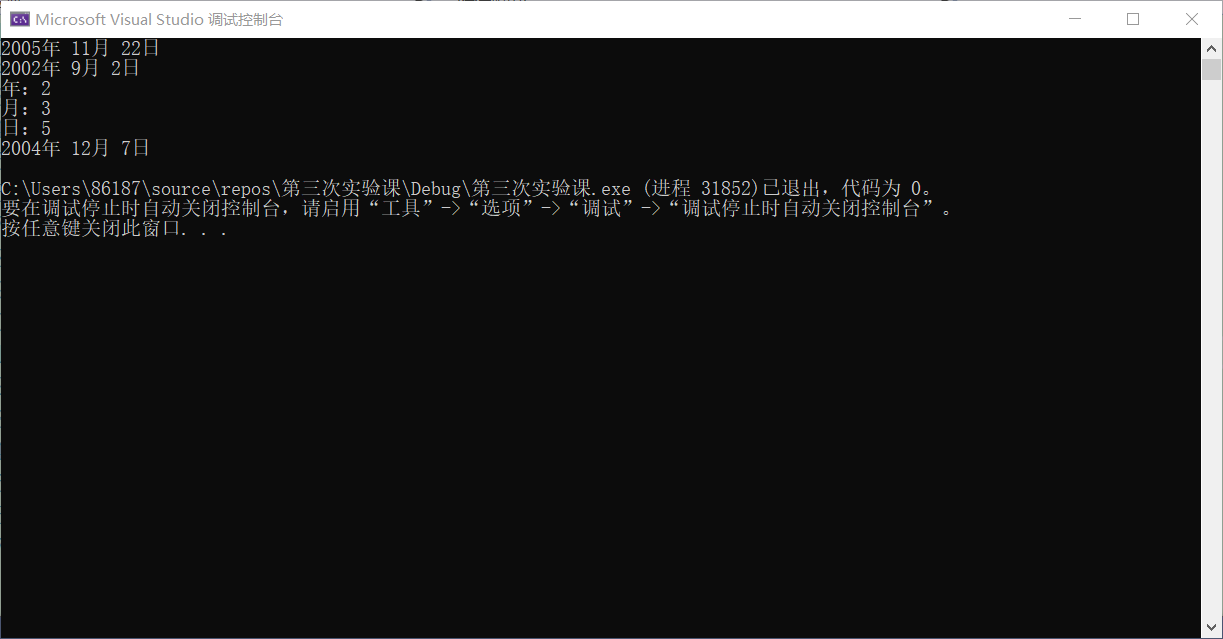 Microsoft Visual Studio 调试控制台
2005年 11月 22日
2002年 9月 2日
年：2
月：3
日：5
2004年 12月 7日
C:\Users\86187\source\repos\第三次实验课\Debug\第三次实验课.exe (进程 31852)已退出，代码为 0。
要在调试停止时自动关闭控制台，请启用“工具”->“选项”->“调试”->“调试停止时自动关闭控制台”。
按任意键关闭此窗口. . .